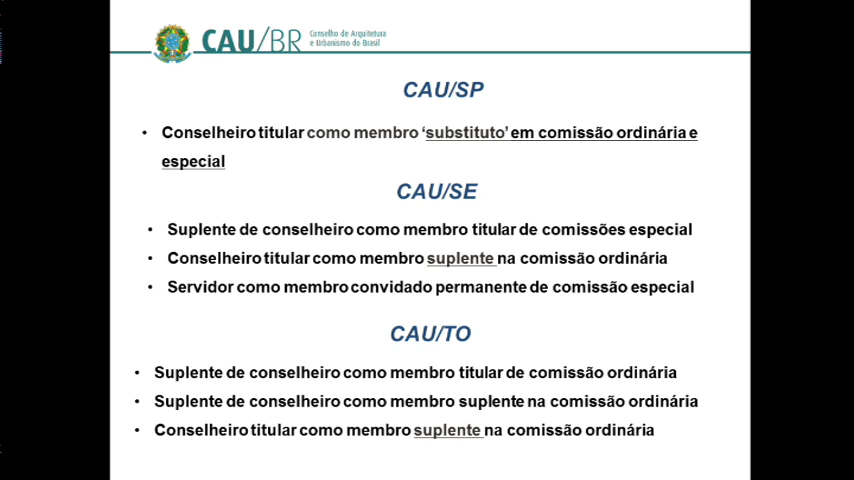 CAU/BR Conselho de Arquitetura
e Urbanismo do Brasil
CAU/SP
• Conselheiro titular como membro ‘substituto’ em comissão ordinária e
especial
CAU/SE
• Suplente de conselheiro como membro titular de comissões especial
• Conselheiro titular como membro suplente na comissão ordinária
• Servidor como membro convidado permanente de comissão especial
CAU/TO
• Suplente de conselheiro como membro titular de comissão ordinária
• Suplente de conselheiro como membro suplente na comissão ordinária
• Conselheiro titular como membro suplente na comissão ordinária